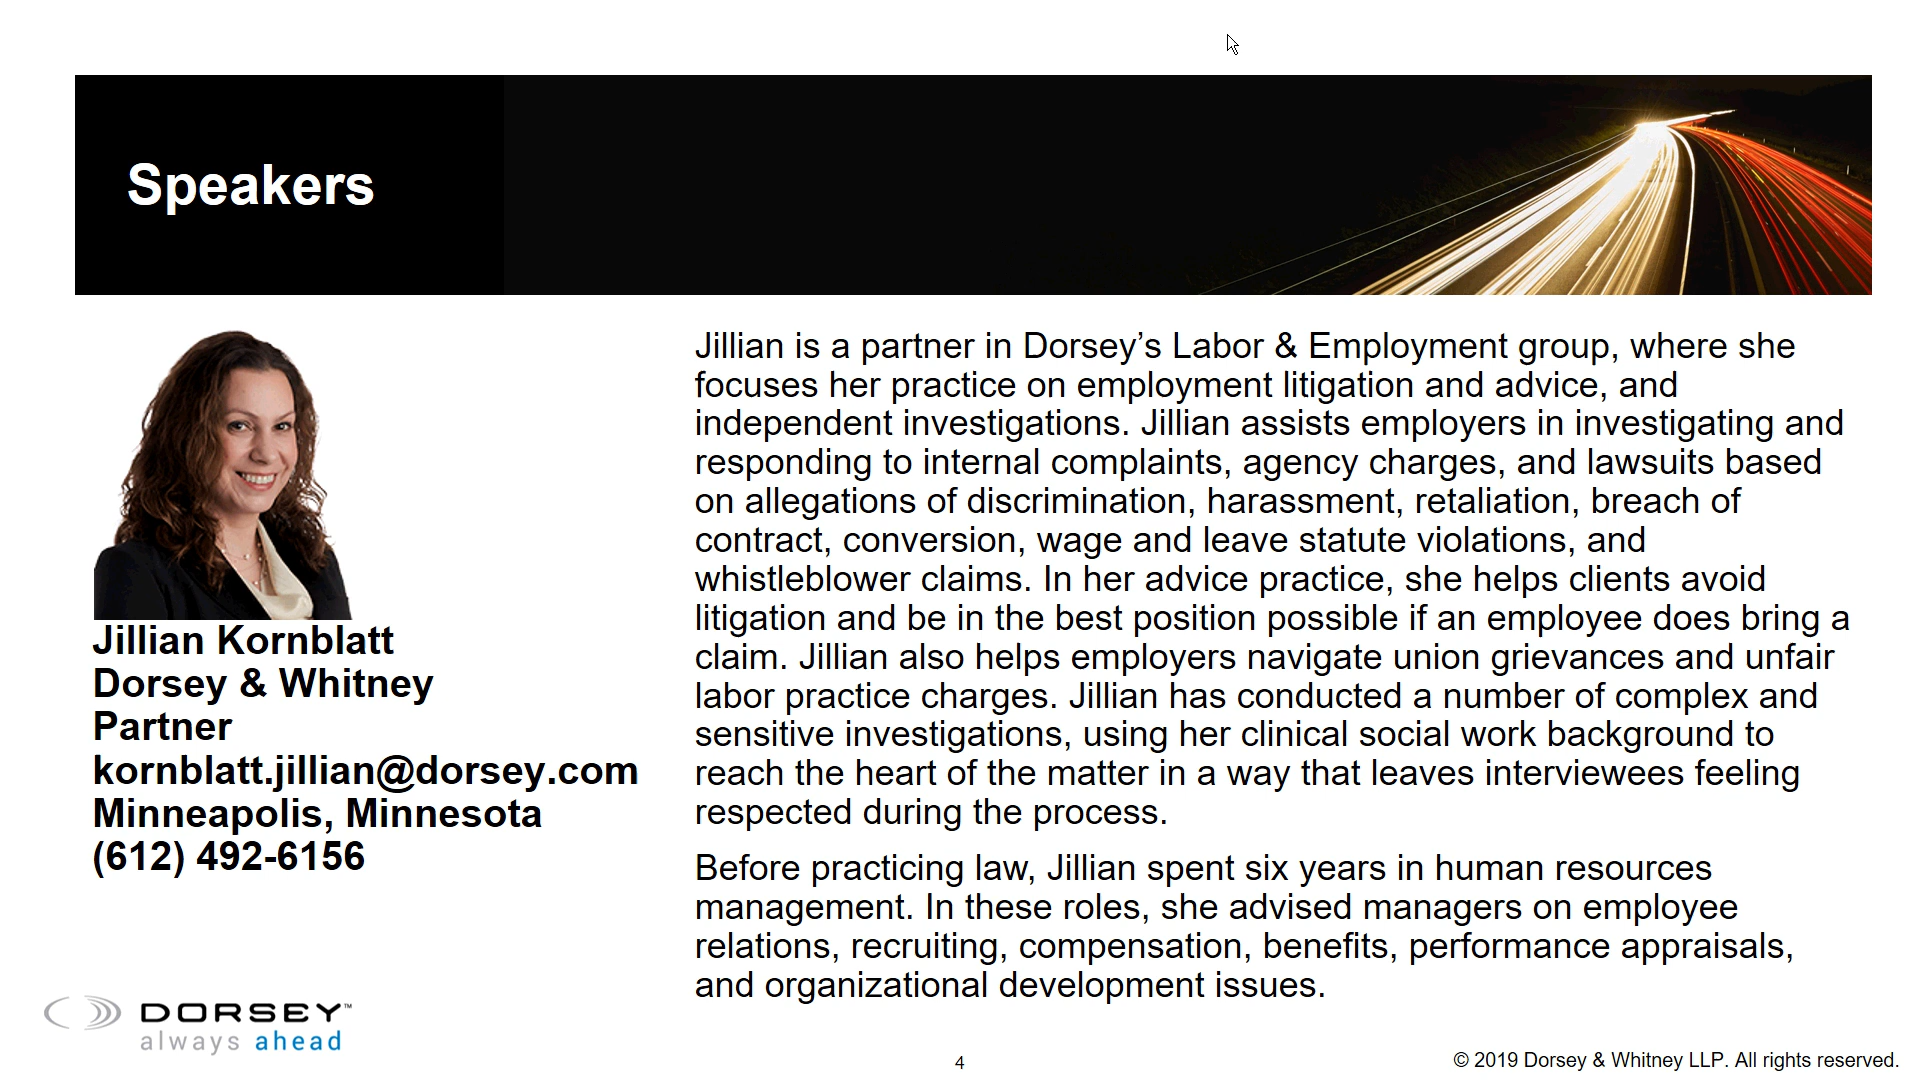 Speakers
Jillian Kornblatt
Dorsey & Whitney
Partner
kornblatt.jillian@dorsey.com
Minneapolis, Minnesota
(612) 492-6156
Jillian is a partner in Dorsey’s Labor & Employment group, where she
focuses her practice on employment litigation and advice, and
independent investigations. Jillian assists employers in investigating and
responding to internal complaints, agency charges, and lawsuits based
on allegations of discrimination, harassment, retaliation, breach of
contract, conversion, wage and leave statute violations, and
whistleblower claims. In her advice practice, she helps clients avoid
litigation and be in the best position possible if an employee does bring a
claim. Jillian also helps employers navigate union grievances and unfair
labor practice charges. Jillian has conducted a number of complex and
sensitive investigations, using her clinical social work background to
reach the heart of the matter in a way that leaves interviewees feeling
respected during the process.
Before practicing law, Jillian spent six years in human resources
management. In these roles, she advised managers on employee
relations, recruiting, compensation, benefits, performance appraisals,
and organizational development issues.
DORSEY™
always ahead
4
© 2019 Dorsey & Whitney LLP. All rights reserved.